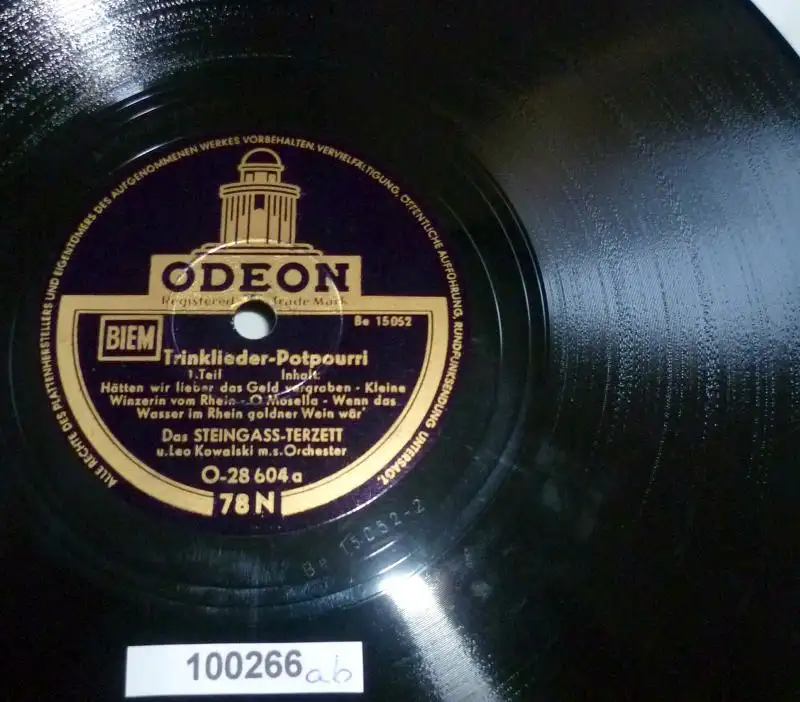 ALLE RECHTE DES PLATTENHERSTELLERS UND EIGENTÜMERS DES AUFGENOMMENEN WERKES VORBEHALTEN. VERVIELFÄLTIGUNG, ÖFFENTLICHE AUFFÜHRUNG, RUNDFUNKSENDUNG UNTERSAGT.
ODEON
Registered Trade Mark
Be 15052
BIEM
Trinklieder-Potpourri
1. Teil Inhalt:
Hätten wir lieber das Geld vergraben - Kleine
Winzerin vom Rhein - O Mosella - Wenn das
Wasser im Rhein goldner Wein wär'
Das STEINGASS-TERZETT
u. Leo Kowalski m. s. Orchester
O-28 604 a
78 N
Be 15052-2
100266 ab